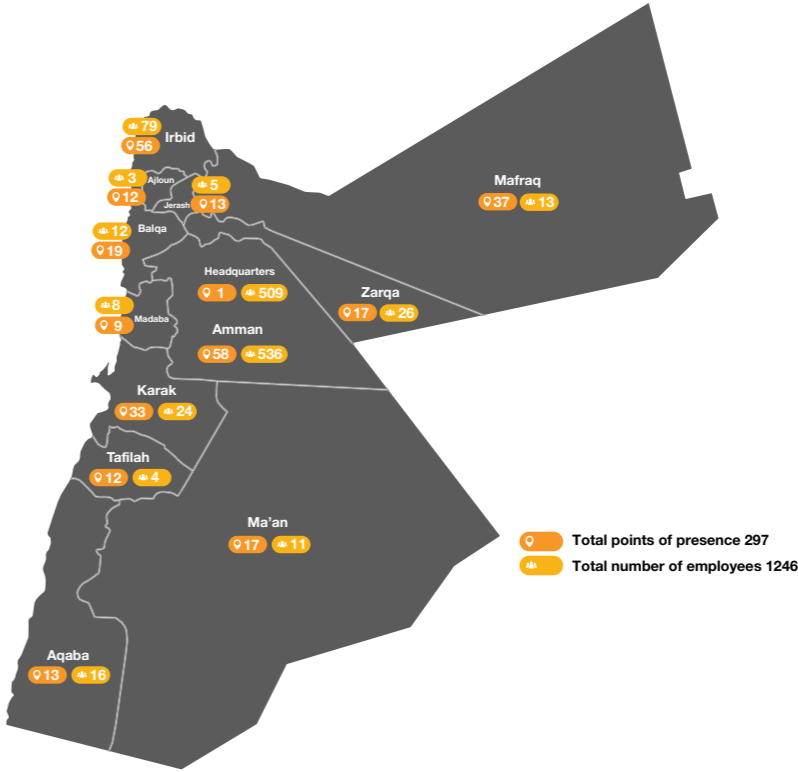 79
Irbid
56
3
Ajloun
5
12
Jerash
13
12
Balqa
19
Mafraq
37 13
Headquarters
1 509
Zarqa
17 26
8
Madaba
9
Amman
58 536
Karak
33 24
Tafilah
12 4
Ma'an
17 11
Total points of presence 297
Total number of employees 1246
Aqaba
13 16